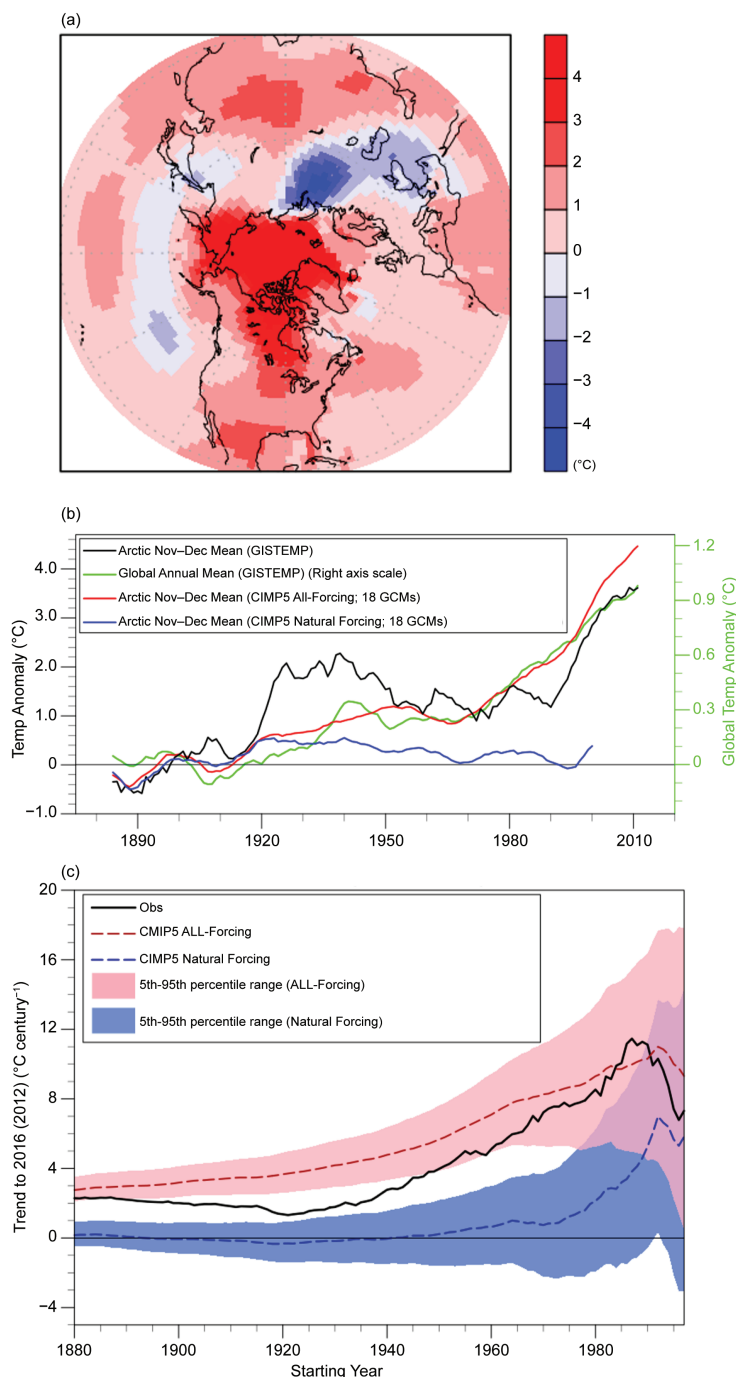 (a)
4
3
2
1
0
−1
−2
−3
−4
(°C)
(b)
Arctic Nov–Dec Mean (GISTEMP)
Global Annual Mean (GISTEMP) (Right axis scale)
Arctic Nov–Dec Mean (CIMP5 All-Forcing; 18 GCMs)
Arctic Nov–Dec Mean (CIMP5 Natural Forcing; 18 GCMs)
Temp Anomaly (°C)
4.0
3.0
2.0
1.0
0
−1.0
1.2
0.9
0.6
0.3
0
Global Temp Anomaly (°C)
1890 1920 1950 1980 2010
(c)
Obs
CMIP5 ALL-Forcing
CIMP5 Natural Forcing
5th-95th percentile range (ALL-Forcing)
5th-95th percentile range (Natural Forcing)
Trend to 2016 (2012) (°C century⁻¹)
20
16
12
8
4
0
−4
1880 1900 1920 1940 1960 1980
Starting Year